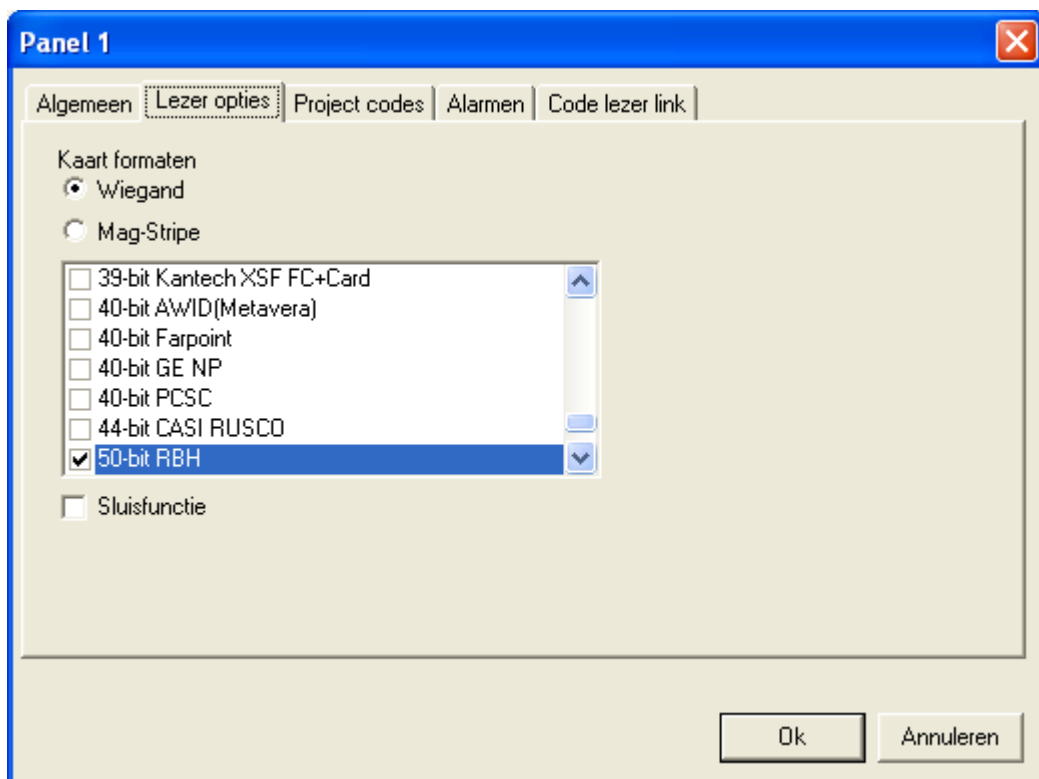 Panel 1
Algemeen Lezer opties Project codes Alarmen Code lezer link
Kaart formaten
Wiegand
Mag-Stripe
39-bit Kantech XSF FC+Card
40-bit AWID(Metavera)
40-bit Farpoint
40-bit GE NP
40-bit PCSC
44-bit CASI RUSCO
50-bit RBH
Sluisfunctie
Ok Annuleren